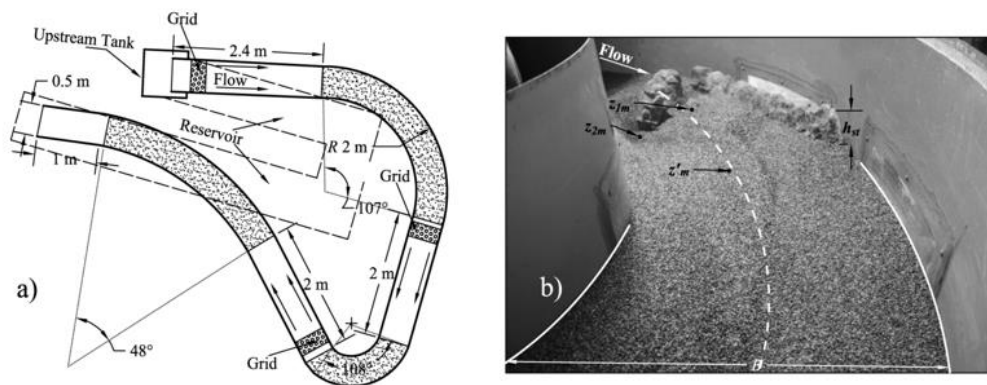 Grid
Upstream Tank
2.4 m
Flow
0.5 m
Reservoir
R 2 m
1 m
Grid
107°
a)
2 m
2 m
48°
Grid
108°
Flow
z1m
z2m
hst
z'm
b)
B